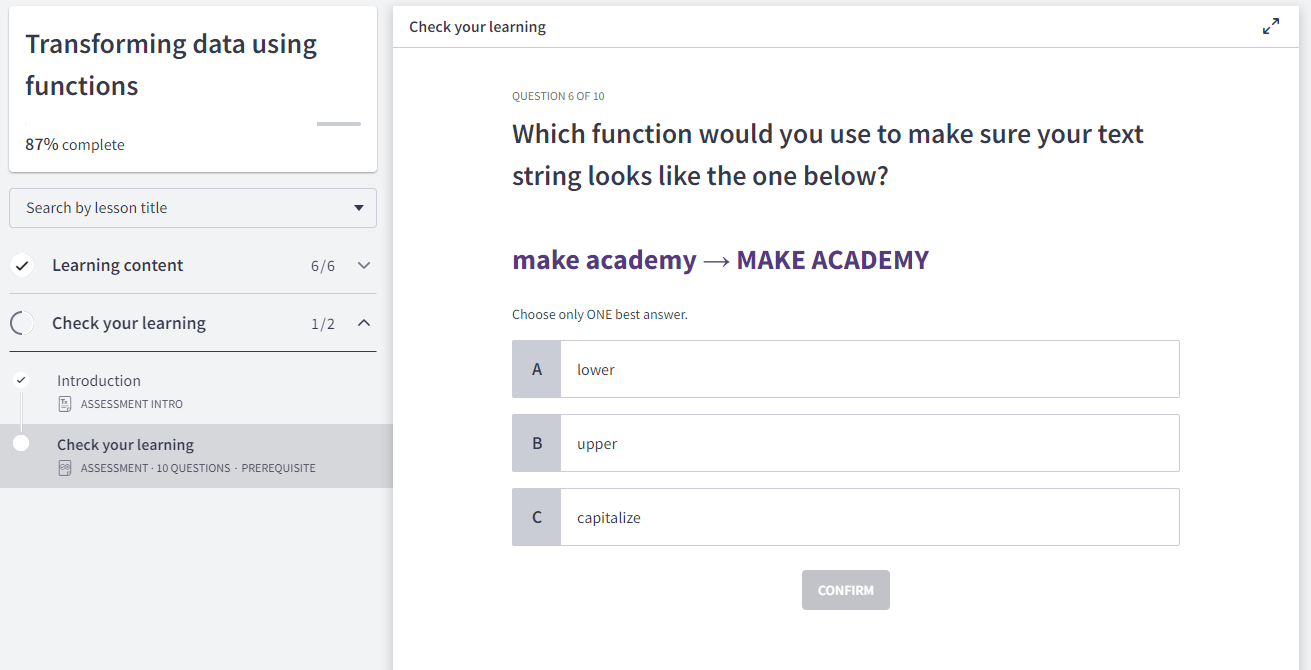 Transforming data using
functions
87% complete
Search by lesson title
Learning content 6/6
Check your learning 1/2
Introduction
ASSESSMENT INTRO
Check your learning
ASSESSMENT · 10 QUESTIONS · PREREQUISITE
Check your learning
QUESTION 6 OF 10
Which function would you use to make sure your text
string looks like the one below?
make academy → MAKE ACADEMY
Choose only ONE best answer.
A lower
B upper
C capitalize
CONFIRM